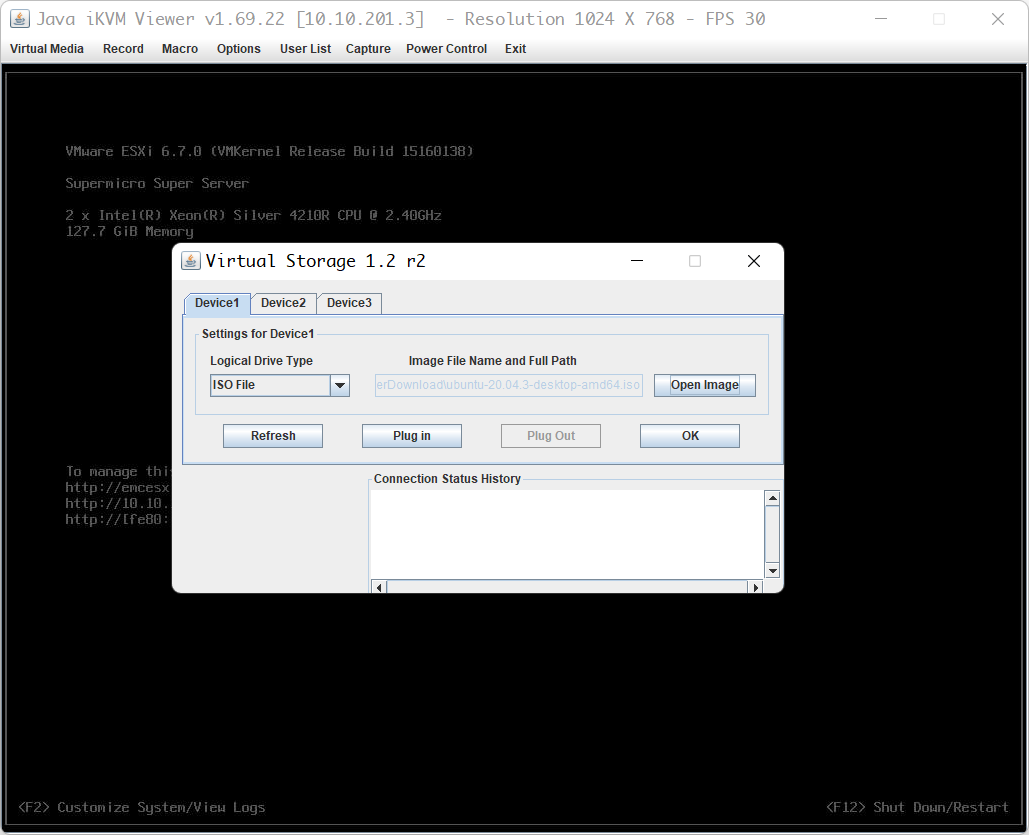 Java iKVM Viewer v1.69.22 [10.10.201.3]  - Resolution 1024 X 768 - FPS 30
Virtual Media Record Macro Options User List Capture Power Control Exit
VMware ESXi 6.7.0 (VMKernel Release Build 15160138)
Supermicro Super Server
2 x Intel(R) Xeon(R) Silver 4210R CPU @ 2.40GHz
127.7 GiB Memory
Virtual Storage 1.2 r2
Device1 Device2 Device3
Settings for Device1
Logical Drive Type Image File Name and Full Path
ISO File erDownload\ubuntu-20.04.3-desktop-amd64.iso Open Image
Refresh Plug in Plug Out OK
Connection Status History
To manage thi
http://emcesx
http://10.10.
http://[fe80:
<F2> Customize System/View Logs <F12> Shut Down/Restart